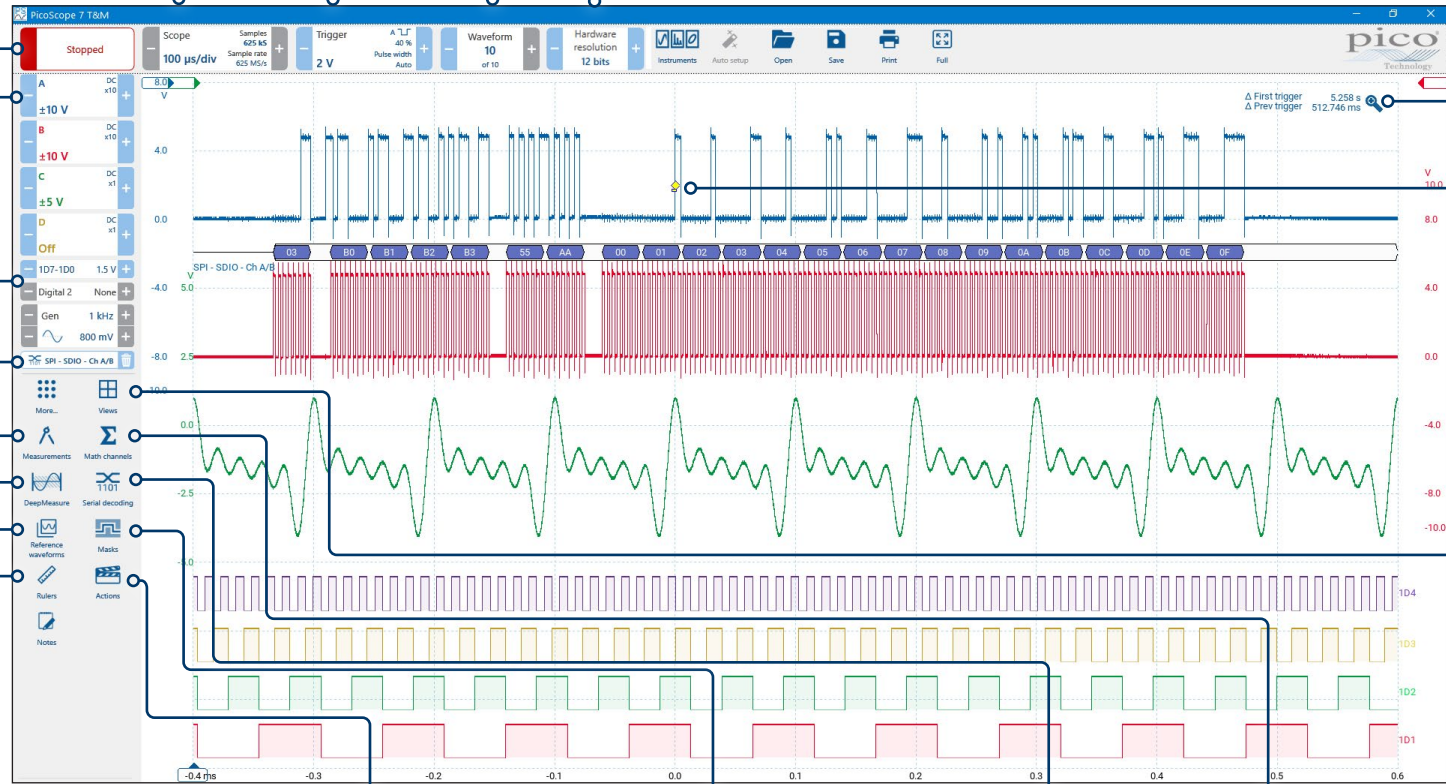 PicoScope 7 T&M
Stopped
Scope
100 µs/div
Samples
625 kS
Sample rate
625 MS/s
Trigger
2 V
A
40 %
Pulse width
Auto
Waveform
10
of 10
Hardware
resolution
12 bits
Instruments
Auto setup
Open
Save
Print
Full
pico
Technology
A
DC
x10
±10 V
B
DC
x10
±10 V
C
DC
x1
±5 V
D
DC
x1
Off
1D7-1D0 1.5 V
Digital 2 None
Gen 1 kHz
800 mV
1101 SPI - SDIO - Ch A/B
More...
Views
Measurements
Math channels
DeepMeasure
1101
Serial decoding
Reference
waveforms
Masks
Rulers
Actions
Notes
8.0
V
4.0
0.0
-4.0
-8.0
V
5.0
2.5
-10.0
0.0
-2.5
-5.0
Δ First trigger 5.258 s
Δ Prev trigger 512.746 ms
SPI - SDIO - Ch A/B
03 B0 B1 B2 B3 55 AA 00 01 02 03 04 05 06 07 08 09 0A 0B 0C 0D 0E 0F
V
10.0
8.0
4.0
0.0
-4.0
-8.0
-10.0
1D4
1D3
1D2
1D1
-0.4 ms -0.3 -0.2 -0.1 0.0 0.1 0.2 0.3 0.4 0.5 0.6